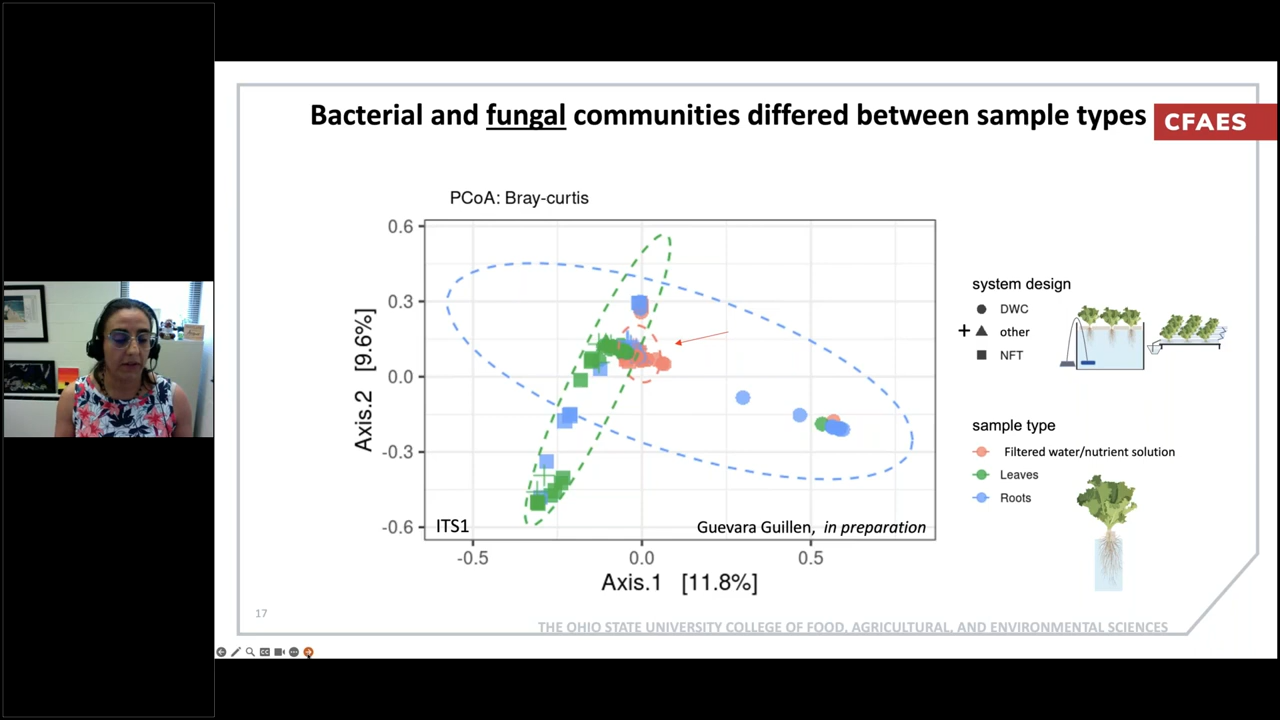 Bacterial and fungal communities differed between sample types
CFAES
PCoA: Bray-curtis
0.6
0.3
0.0
-0.3
-0.6
Axis.2 [9.6%]
ITS1
Guevara Guillen, in preparation
-0.5
0.0
0.5
Axis.1 [11.8%]
system design
DWC
+ other
NFT
sample type
Filtered water/nutrient solution
Leaves
Roots
17
THE OHIO STATE UNIVERSITY COLLEGE OF FOOD, AGRICULTURAL, AND ENVIRONMENTAL SCIENCES